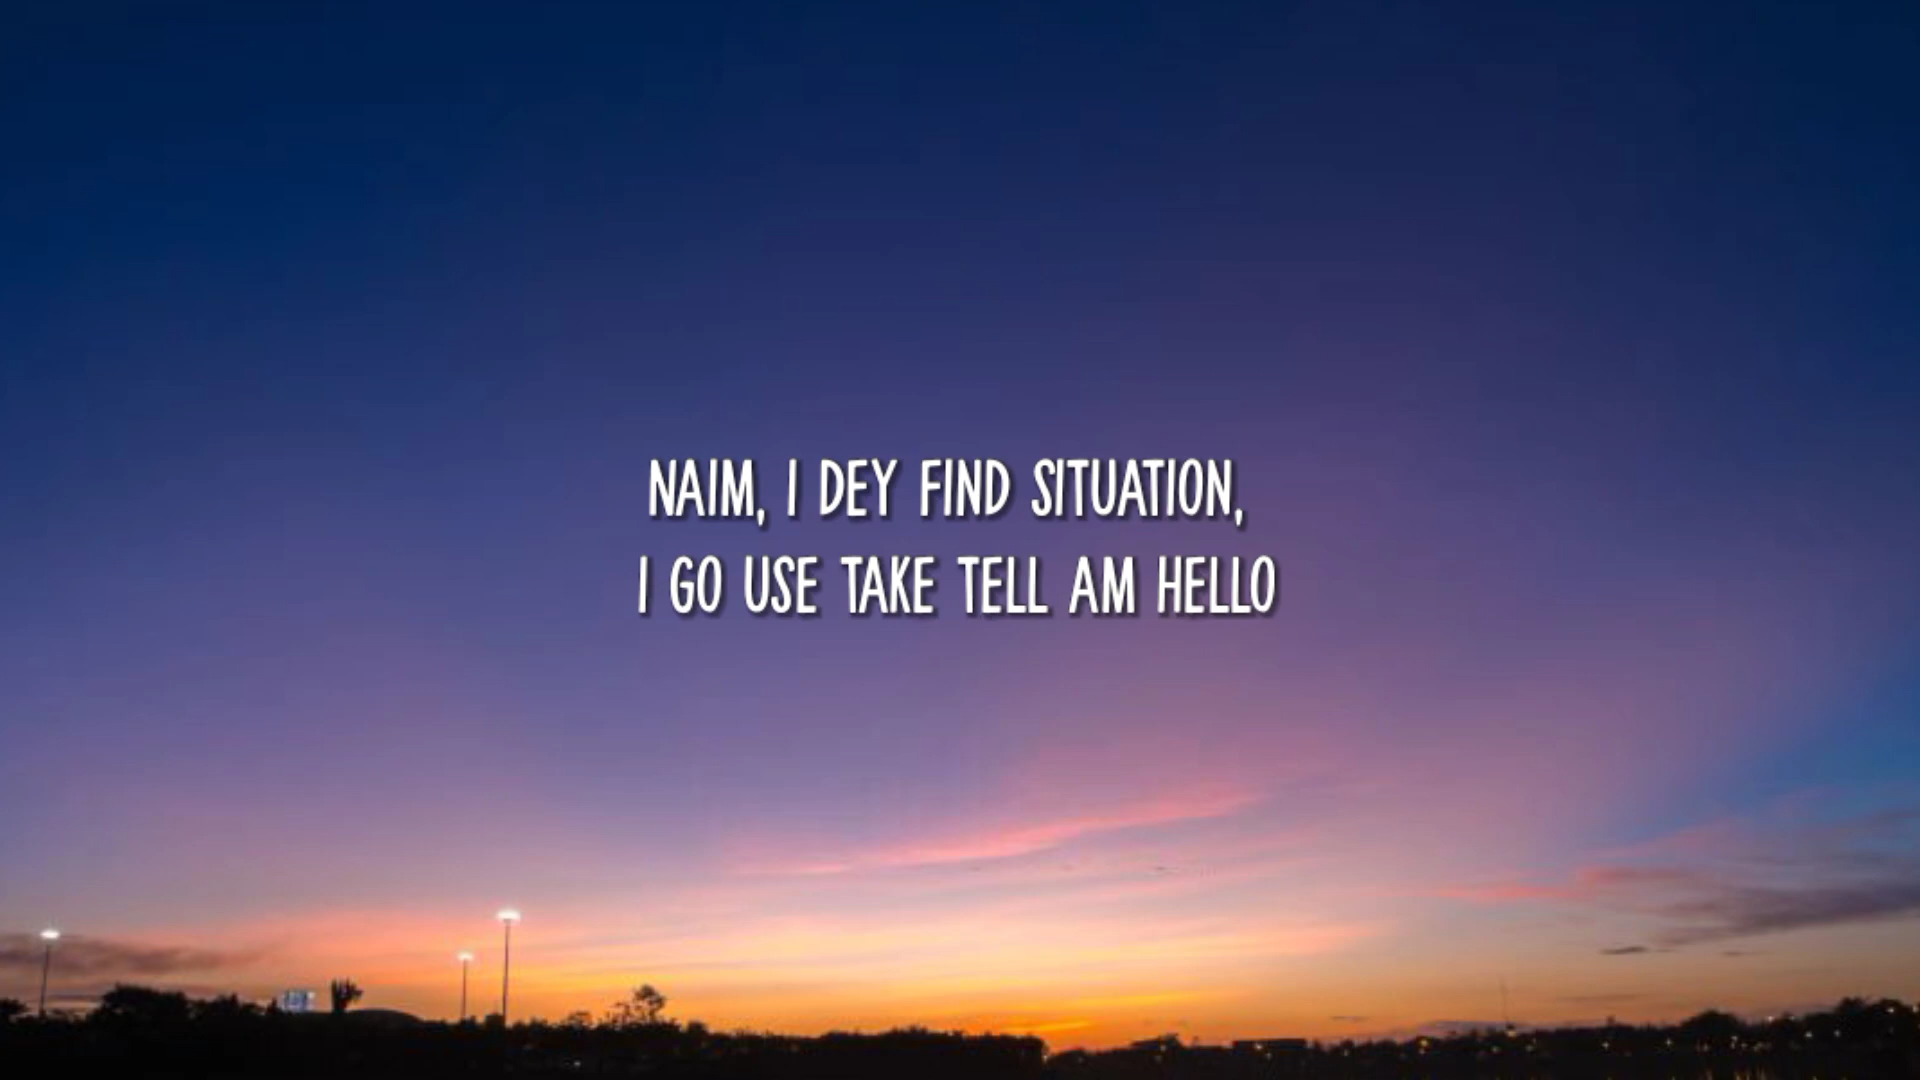 NAIM, I DEY FIND SITUATION,
I GO USE TAKE TELL AM HELLO